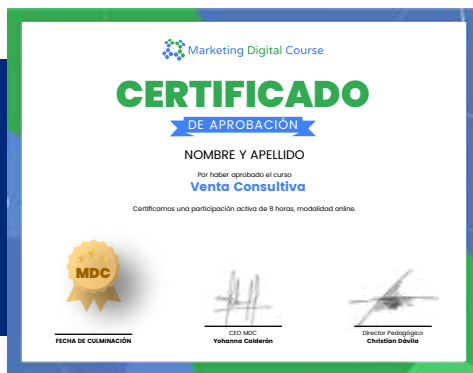 Marketing Digital Course
CERTIFICADO
DE APROBACIÓN
NOMBRE Y APELLIDO
Por haber aprobado el curso
Venta Consultiva
Certificamos una participación activa de 8 horas, modalidad online.
MDC
FECHA DE CULMINACIÓN
CEO MDC
Yohanna Calderón
Director Pedagógico
Christian Dávila